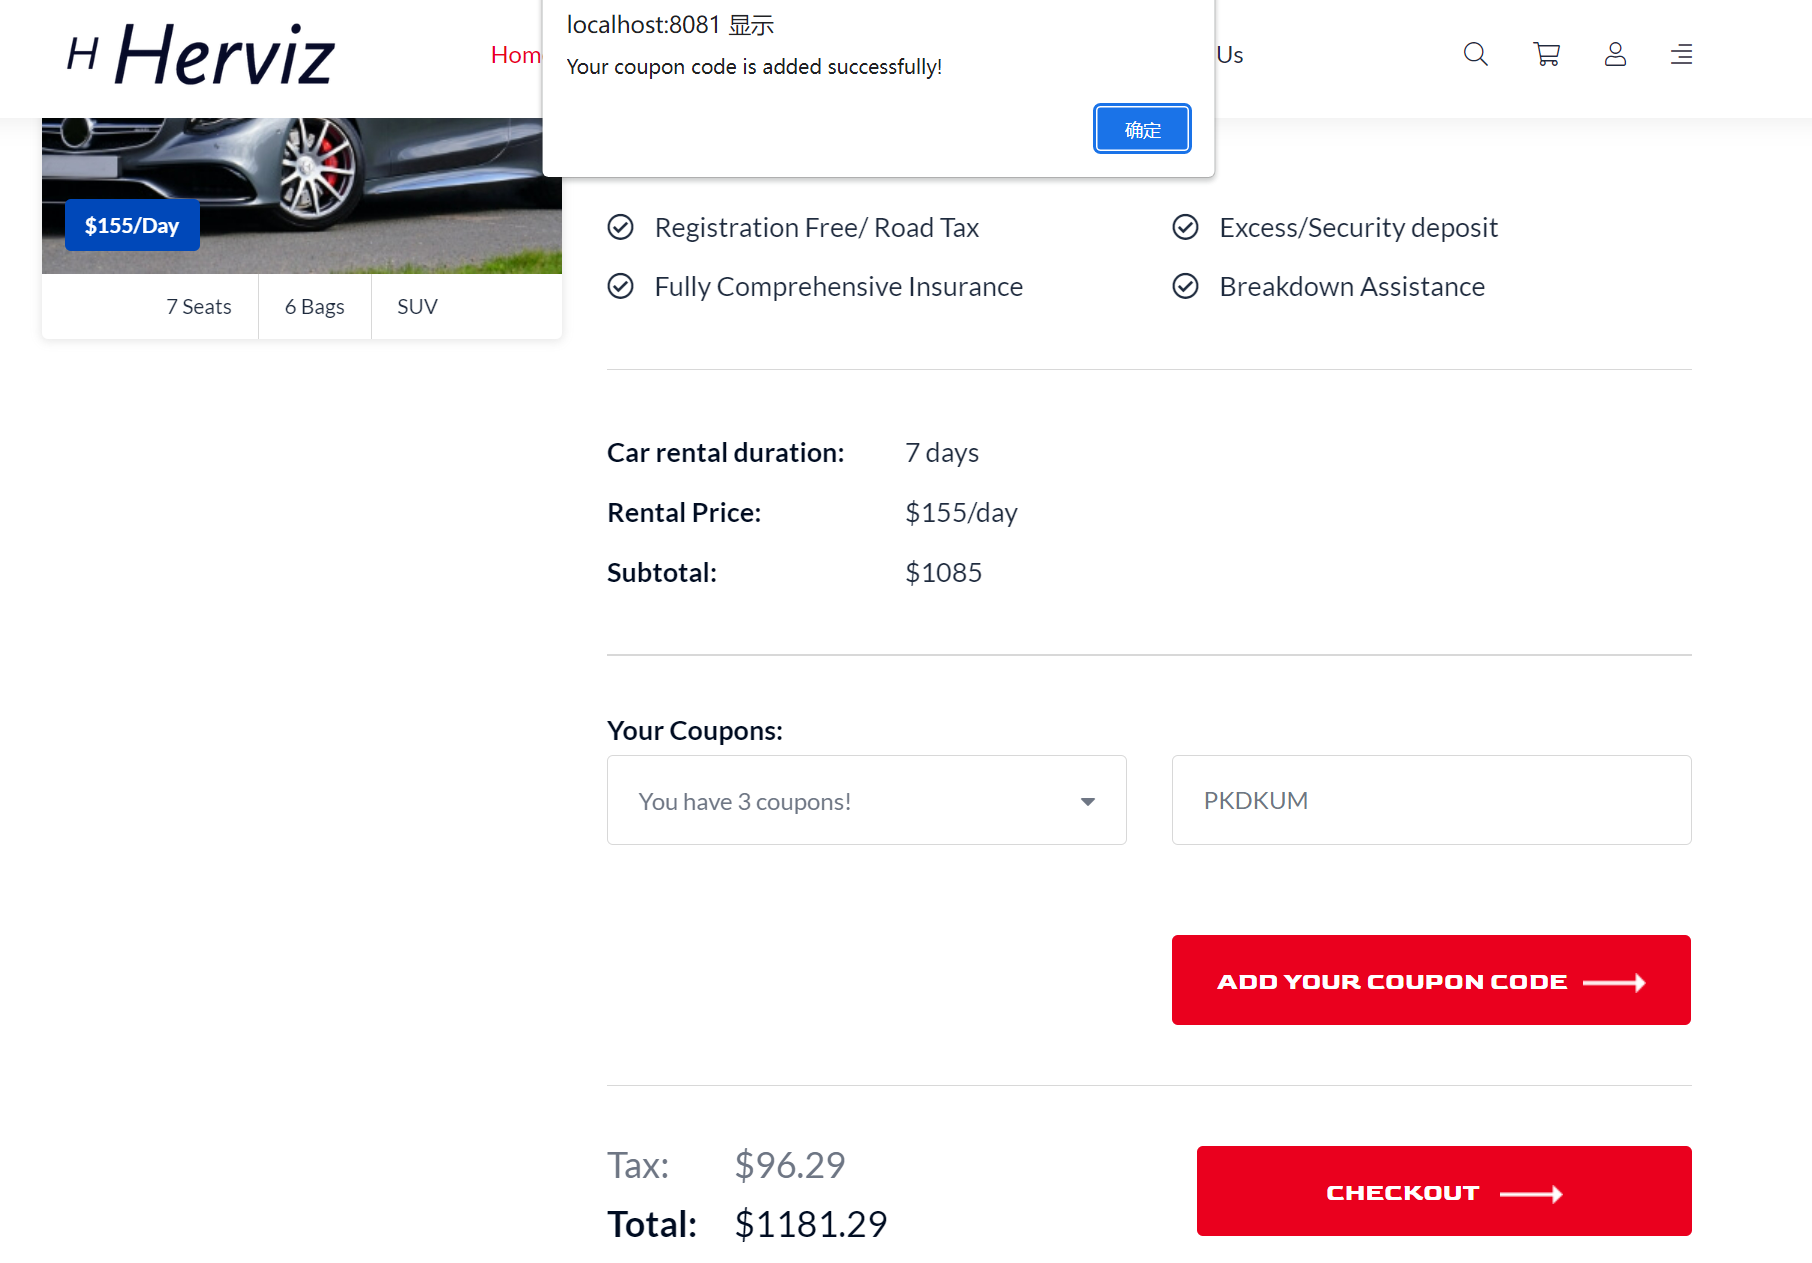 H Herviz
Hom
Us
localhost:8081 显示
Your coupon code is added successfully!
确定
$155/Day
7 Seats
6 Bags
SUV
Registration Free/ Road Tax
Excess/Security deposit
Fully Comprehensive Insurance
Breakdown Assistance
Car rental duration: 7 days
Rental Price: $155/day
Subtotal: $1085
Your Coupons:
You have 3 coupons!
PKDKUM
ADD YOUR COUPON CODE
Tax: $96.29
Total: $1181.29
CHECKOUT